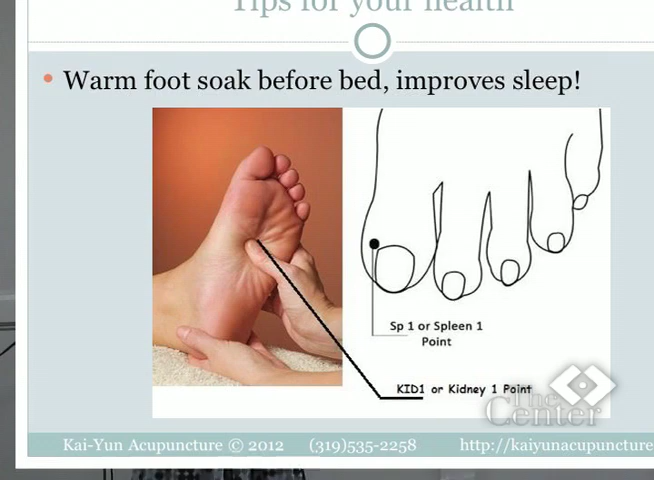 Tips for your health
Warm foot soak before bed, improves sleep!
Sp 1 or Spleen 1
Point
KID1 or Kidney 1 Point
The
Center
Kai-Yun Acupuncture © 2012 (319)535-2258 http://kaiyunacupuncture